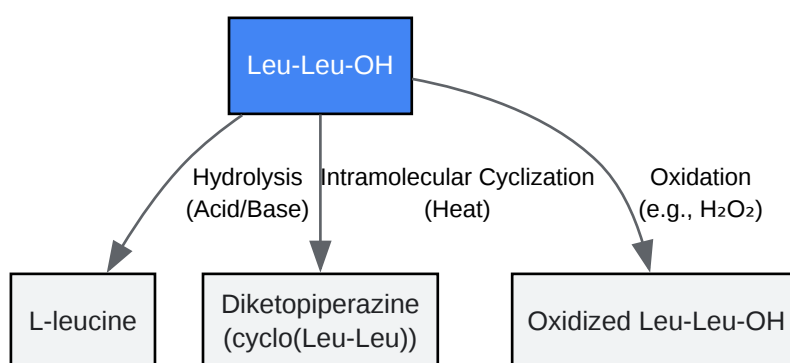 Leu-Leu-OH
Hydrolysis
(Acid/Base)
Intramolecular Cyclization
(Heat)
Oxidation
(e.g., H₂O₂)
L-leucine
Diketopiperazine
(cyclo(Leu-Leu))
Oxidized Leu-Leu-OH